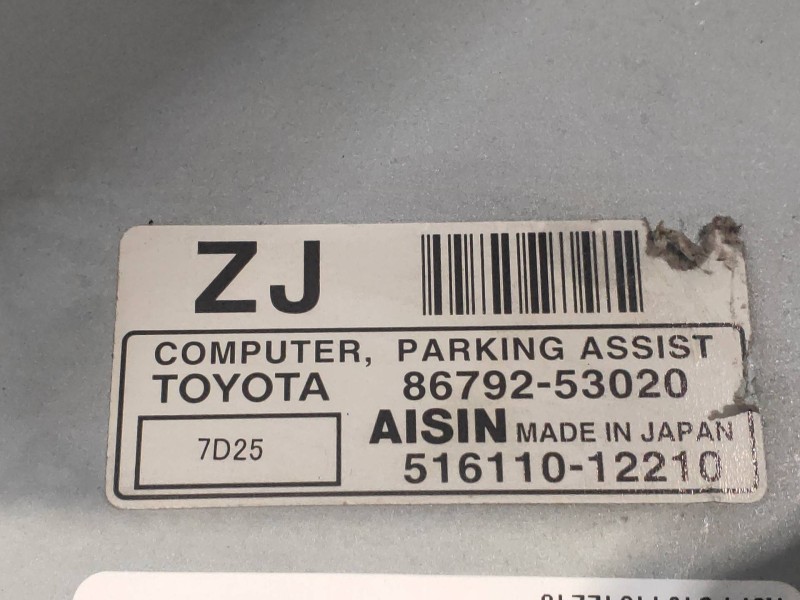 ZJ
COMPUTER, PARKING ASSIST
TOYOTA 86792-53020
7D25 AISIN MADE IN JAPAN
516110-12210